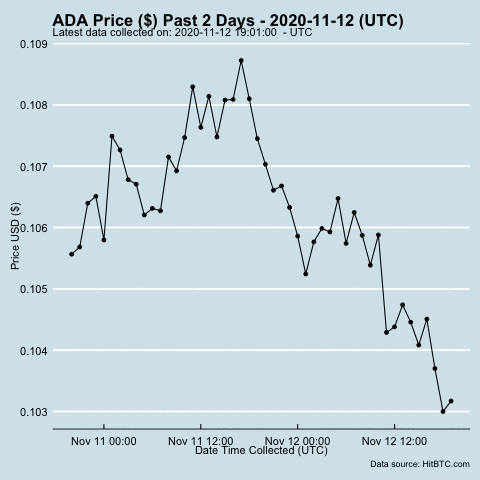 ADA Price ($) Past 2 Days - 2020-11-12 (UTC)
Latest data collected on: 2020-11-12 19:01:00  - UTC
0.109
0.108
0.107
0.106
0.105
0.104
0.103
Price USD ($)
Nov 11 00:00
Nov 11 12:00
Nov 12 00:00
Nov 12 12:00
Date Time Collected (UTC)
Data source: HitBTC.com